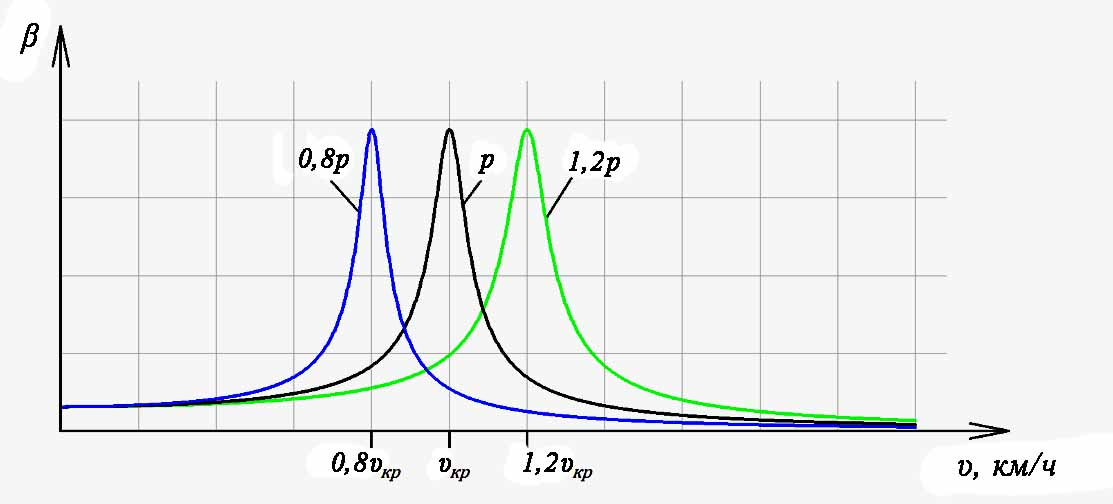 β
0,8p
p
1,2p
0,8υкр
υкр
1,2υкр
υ, км/ч